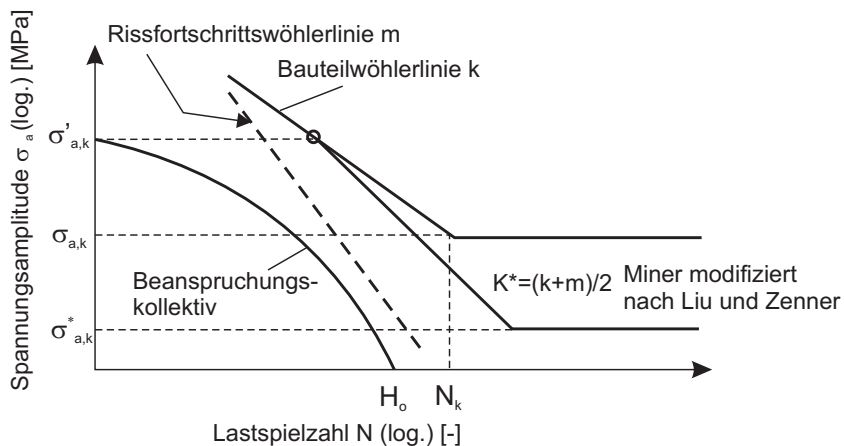 Rissfortschrittswöhlerlinie m
Bauteilwöhlerlinie k
Spannungsamplitude σ a (log.) [MPa]
σ'a,k
σa,k
σ*a,k
Beanspruchungs-
kollektiv
K*=(k+m)/2
Miner modifiziert
nach Liu und Zenner
Ho
Nk
Lastspielzahl N (log.) [-]